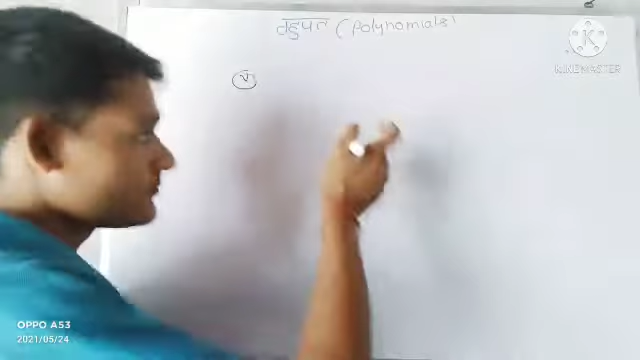 बहुपद (Polynomials)
KINEMASTER
(v)
OPPO A53
2021/05/24